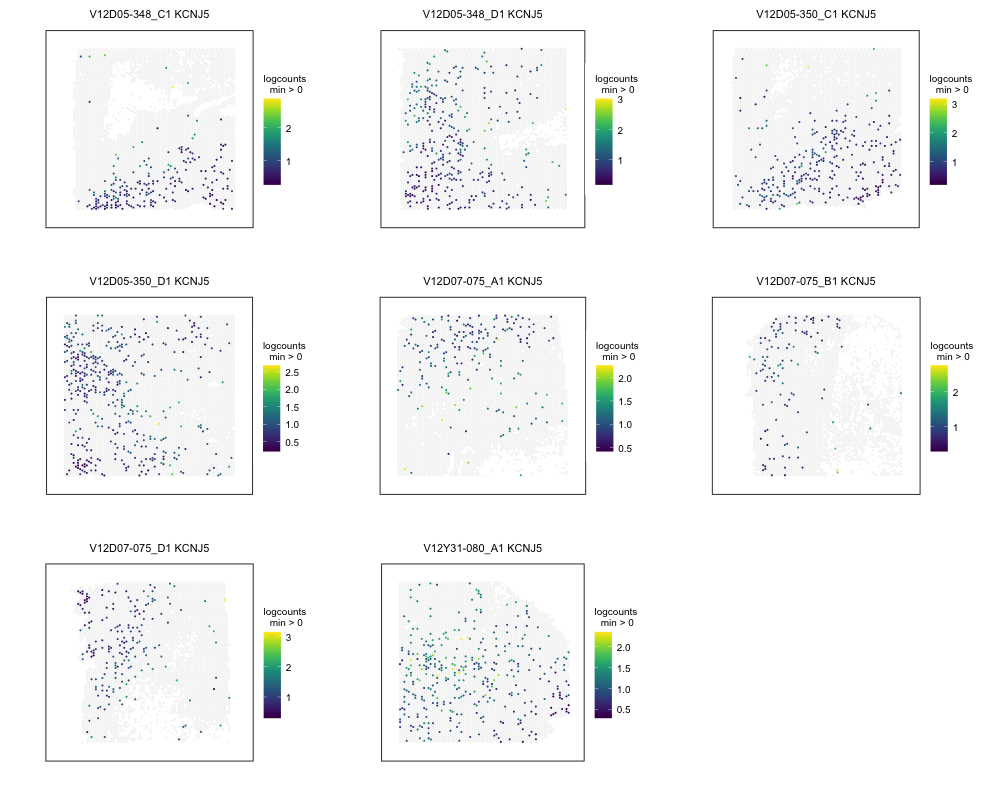 V12D05-348_C1 KCNJ5
logcounts
min > 0
2
1
V12D05-348_D1 KCNJ5
logcounts
min > 0
3
2
1
V12D05-350_C1 KCNJ5
logcounts
min > 0
3
2
1
V12D05-350_D1 KCNJ5
logcounts
min > 0
2.5
2.0
1.5
1.0
0.5
V12D07-075_A1 KCNJ5
logcounts
min > 0
2.0
1.5
1.0
0.5
V12D07-075_B1 KCNJ5
logcounts
min > 0
2
1
V12D07-075_D1 KCNJ5
logcounts
min > 0
3
2
1
V12Y31-080_A1 KCNJ5
logcounts
min > 0
2.0
1.5
1.0
0.5